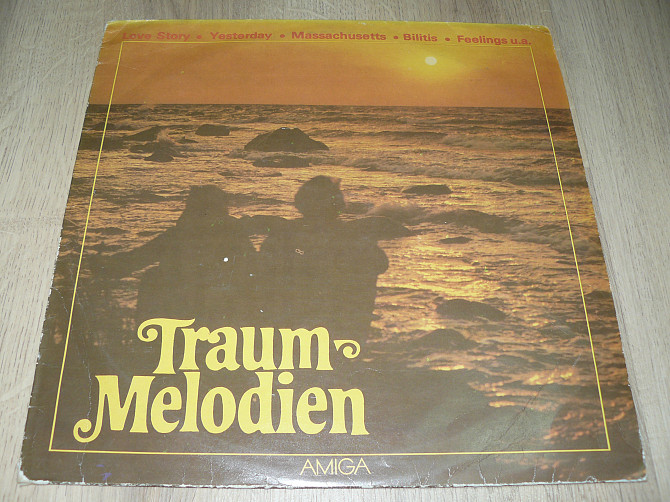 Love Story • Yesterday • Massachusetts • Bilitis • Feelings u.a.
Traum-
Melodien
AMIGA